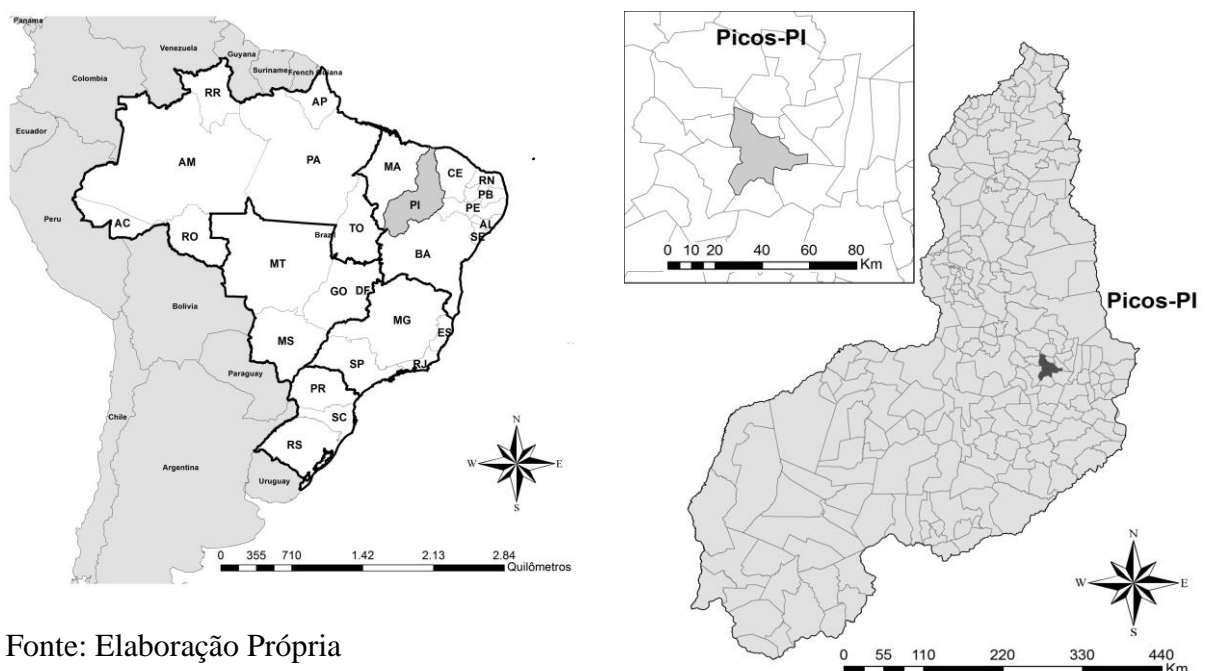 Panama
Venezuela
Guyana
Suriname
French Guiana
Colombia
Ecuador
Peru
Brazil
Bolivia
Paraguay
Chile
Argentina
Uruguay
RR
AP
AM
PA
MA
CE
RN
PB
PE
AL
SE
PI
AC
RO
TO
BA
MT
GO
DF
MG
ES
MS
SP
RJ
PR
SC
RS
N
W
E
S
0 355 710 1.42 2.13 2.84
Quilômetros
Fonte: Elaboração Própria
Picos-PI
0 10 20 40 60 80
Km
Picos-PI
N
W
E
S
0 55 110 220 330 440
Km